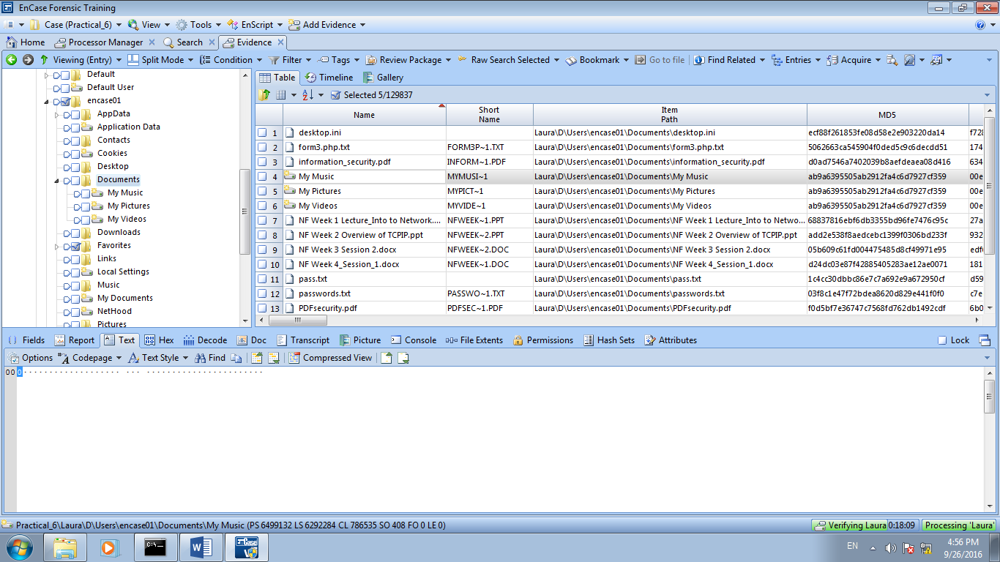 EnCase Forensic Training
Case (Practical_6) View Tools EnScript Add Evidence
Home Processor Manager Search Evidence
Viewing (Entry) Split Mode Condition Filter Tags Review Package Raw Search Selected Bookmark Go to file Find Related Entries Acquire
Default
Default User
encase01
AppData
Application Data
Contacts
Cookies
Desktop
Documents
My Music
My Pictures
My Videos
Downloads
Favorites
Links
Local Settings
Music
My Documents
NetHood
Pictures
Table Timeline Gallery
Selected 5/129837
Name Short Name Item Path MD5
1 desktop.ini Laura\D\Users\encase01\Documents\desktop.ini ecf88f261853fe08d58e2e903220da14 f728
2 form3.php.txt FORM3P~1.TXT Laura\D\Users\encase01\Documents\form3.php.txt 5062663ca545904f0ded5c9c6decdd51 174
3 information_security.pdf INFORM~1.PDF Laura\D\Users\encase01\Documents\information_security.pdf d0ad7546a7402039b8aefdeaea08d416 634
4 My Music MYMUSI~1 Laura\D\Users\encase01\Documents\My Music ab9a6395505ab2912fa4c6d7927cf359 00e
5 My Pictures MYPICT~1 Laura\D\Users\encase01\Documents\My Pictures ab9a6395505ab2912fa4c6d7927cf359 00e
6 My Videos MYVIDE~1 Laura\D\Users\encase01\Documents\My Videos ab9a6395505ab2912fa4c6d7927cf359 00e
7 NF Week 1 Lecture_Into to Network.... NFWEEK~1.PPT Laura\D\Users\encase01\Documents\NF Week 1 Lecture_Into to Netwo... 68837816ebf6db3355bd96fe7476c95c 27a
8 NF Week 2 Overview of TCPIP.ppt NFWEEK~2.PPT Laura\D\Users\encase01\Documents\NF Week 2 Overview of TCPIP.ppt add2e538f8aedcebc1399f0306bd233f 932
9 NF Week 3 Session 2.docx NFWEEK~2.DOC Laura\D\Users\encase01\Documents\NF Week 3 Session 2.docx 05b609c61fd004475485d8cf49971e95 edf
10 NF Week 4_Session_1.docx NFWEEK~1.DOC Laura\D\Users\encase01\Documents\NF Week 4_Session_1.docx d24dc03e87f42885405283ae12ae0071 181
11 pass.txt Laura\D\Users\encase01\Documents\pass.txt 1c4cc30dbbc86e7c7a692e9a672950cf d59
12 passwords.txt PASSWO~1.TXT Laura\D\Users\encase01\Documents\passwords.txt 03f8c1e47f72bdea8620d829e441f0f0 c7e
13 PDFsecurity.pdf PDFSEC~1.PDF Laura\D\Users\encase01\Documents\PDFsecurity.pdf f0d5bf7e36747c7568fd762db1492cdf 6b0
Fields Report Text Hex Decode Doc Transcript Picture Console File Extents Permissions Hash Sets Attributes Lock
Options Codepage Text Style Find Compressed View
00
Practical_6\Laura\D\Users\encase01\Documents\My Music (PS 6499132 LS 6292284 CL 786535 SO 408 FO 0 LE 0) Verifying Laura 0:18:09 Processing 'Laura'
EN 4:56 PM
9/26/2016